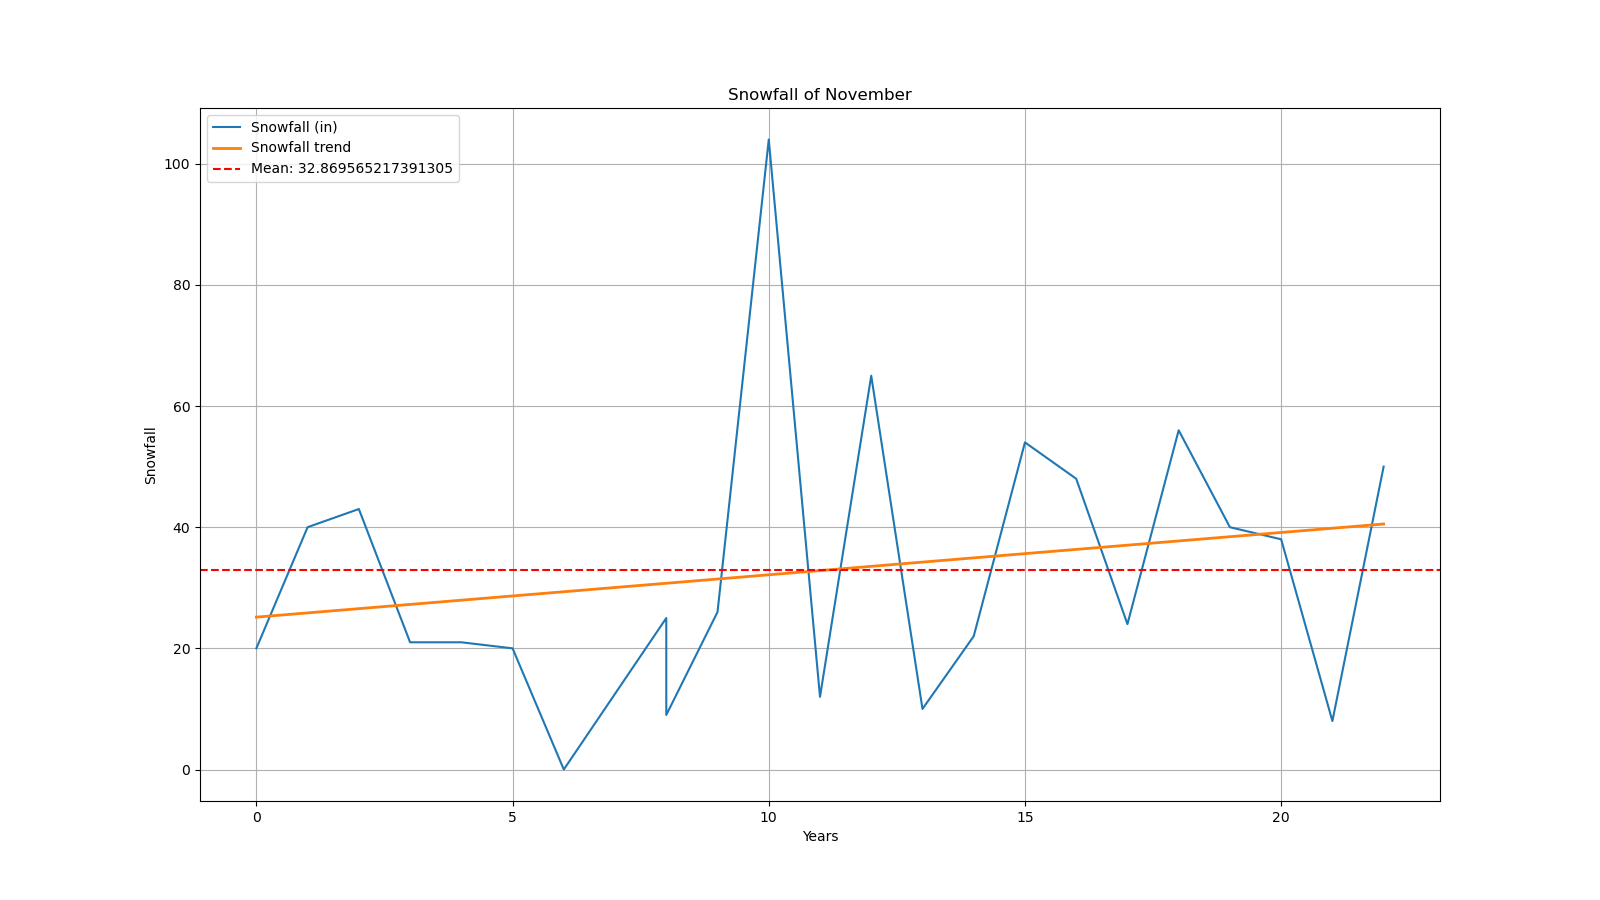 Snowfall of November
Snowfall (in)
Snowfall trend
Mean: 32.869565217391305
100
80
60
40
20
0
Snowfall
0 5 10 15 20
Years